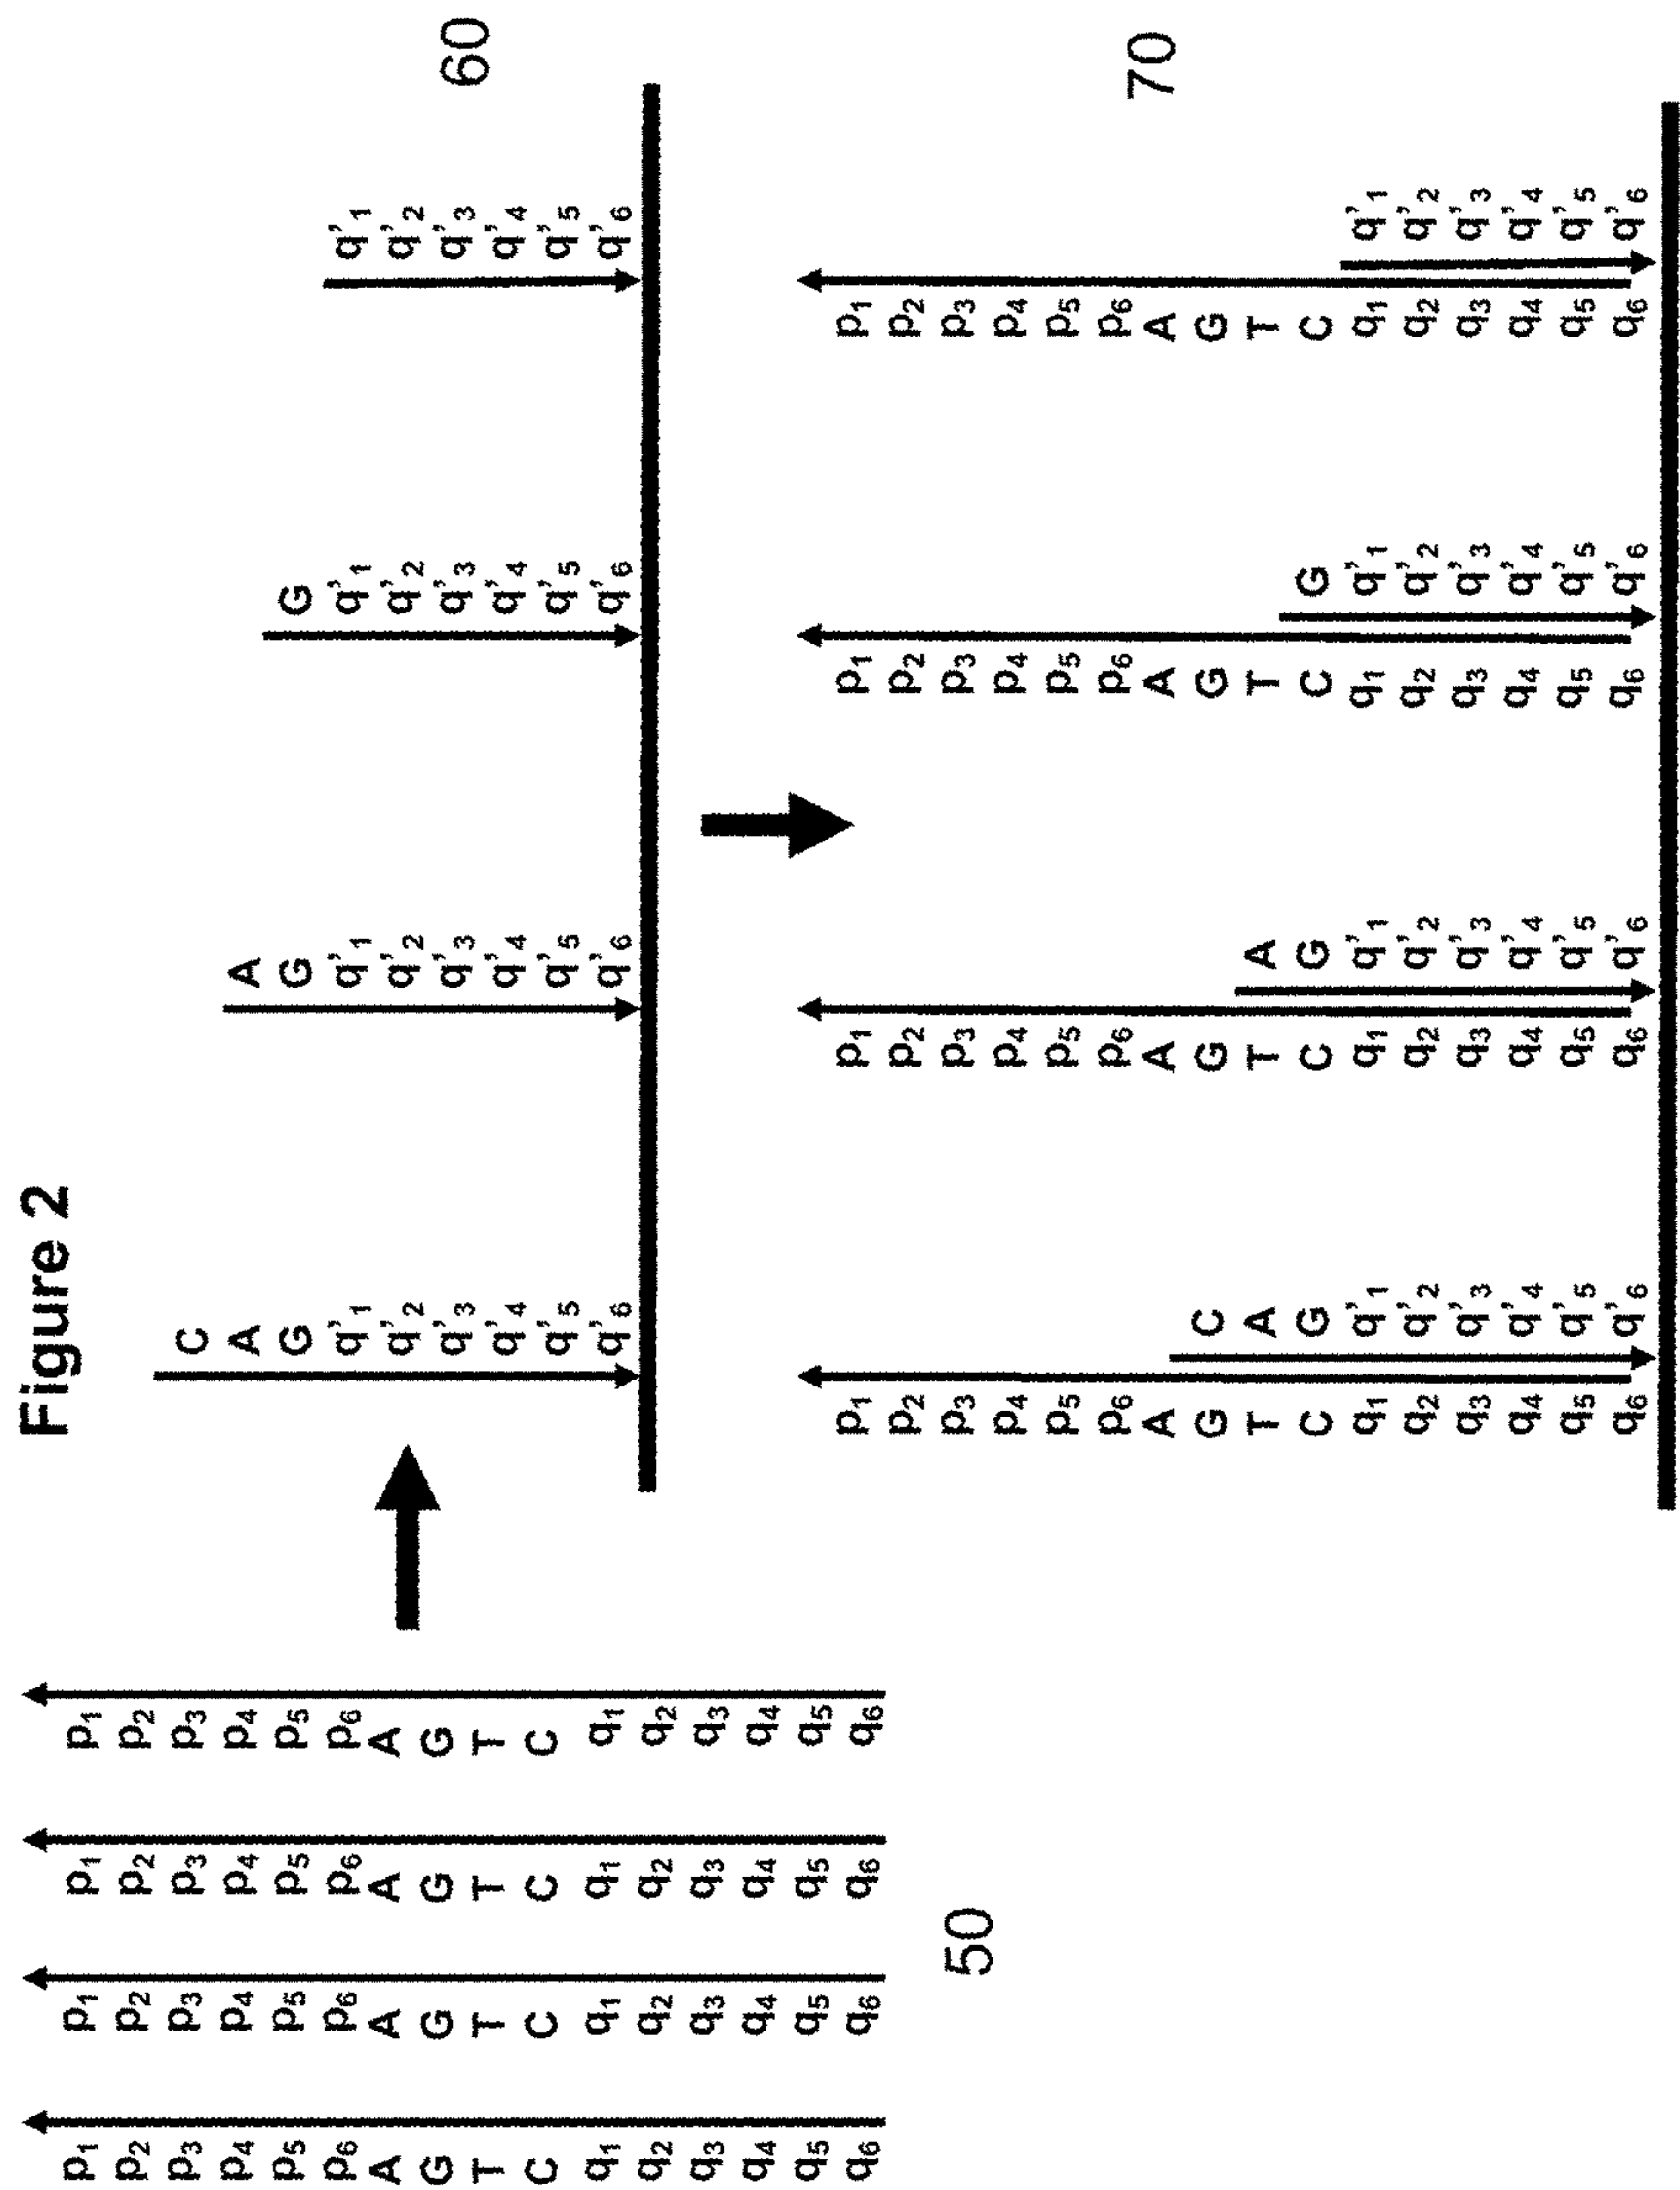 Figure 2
p1 p1 p1 p1
p2 p2 p2 p2
p3 p3 p3 p3
p4 p4 p4 p4
p5 p5 p5 p5
p6 p6 p6 p6
A A A A
G G G G
T T T T
C C C C
q1 q1 q1 q1
q2 q2 q2 q2
q3 q3 q3 q3
q4 q4 q4 q4
q5 q5 q5 q5
q6 q6 q6 q6
50
C
A A
G G G
q'1 q'1 q'1 q'1
q'2 q'2 q'2 q'2
q'3 q'3 q'3 q'3
q'4 q'4 q'4 q'4
q'5 q'5 q'5 q'5
q'6 q'6 q'6 q'6
60
p1 p1 p1 p1
p2 p2 p2 p2
p3 p3 p3 p3
p4 p4 p4 p4
p5 p5 p5 p5
p6 p6 p6 p6
A A A A
G C G G G
T A T A T T
C G C G C G C
q1 q'1 q1 q'1 q1 q'1 q1 q'1
q2 q'2 q2 q'2 q2 q'2 q2 q'2
q3 q'3 q3 q'3 q3 q'3 q3 q'3
q4 q'4 q4 q'4 q4 q'4 q4 q'4
q5 q'5 q5 q'5 q5 q'5 q5 q'5
q6 q'6 q6 q'6 q6 q'6 q6 q'6
70